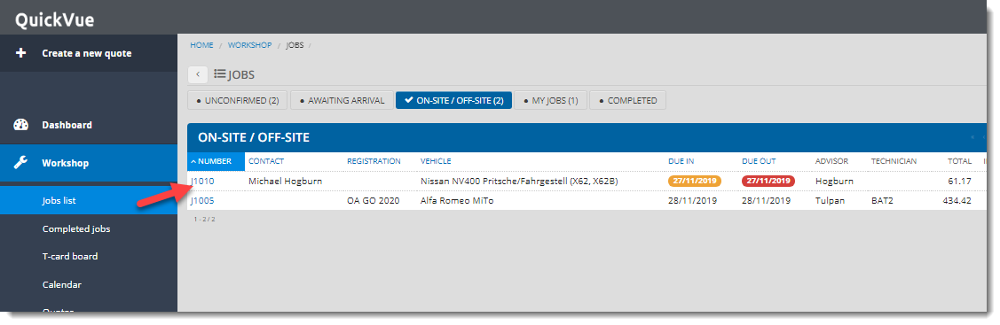 QuickVue
Create a new quote
HOME / WORKSHOP / JOBS /
JOBS
● UNCONFIRMED (2) ● AWAITING ARRIVAL ✔ ON-SITE / OFF-SITE (2) ● MY JOBS (1) ● COMPLETED
Dashboard
Workshop
Jobs list
Completed jobs
T-card board
Calendar
ON-SITE / OFF-SITE
NUMBER CONTACT REGISTRATION VEHICLE DUE IN DUE OUT ADVISOR TECHNICIAN TOTAL
J1010 Michael Hogburn Nissan NV400 Pritsche/Fahrgestell (X62, X62B) 27/11/2019 27/11/2019 Hogburn 61.17
J1005 OA GO 2020 Alfa Romeo MiTo 28/11/2019 28/11/2019 Tulpan BAT2 434.42
1 - 2 / 2